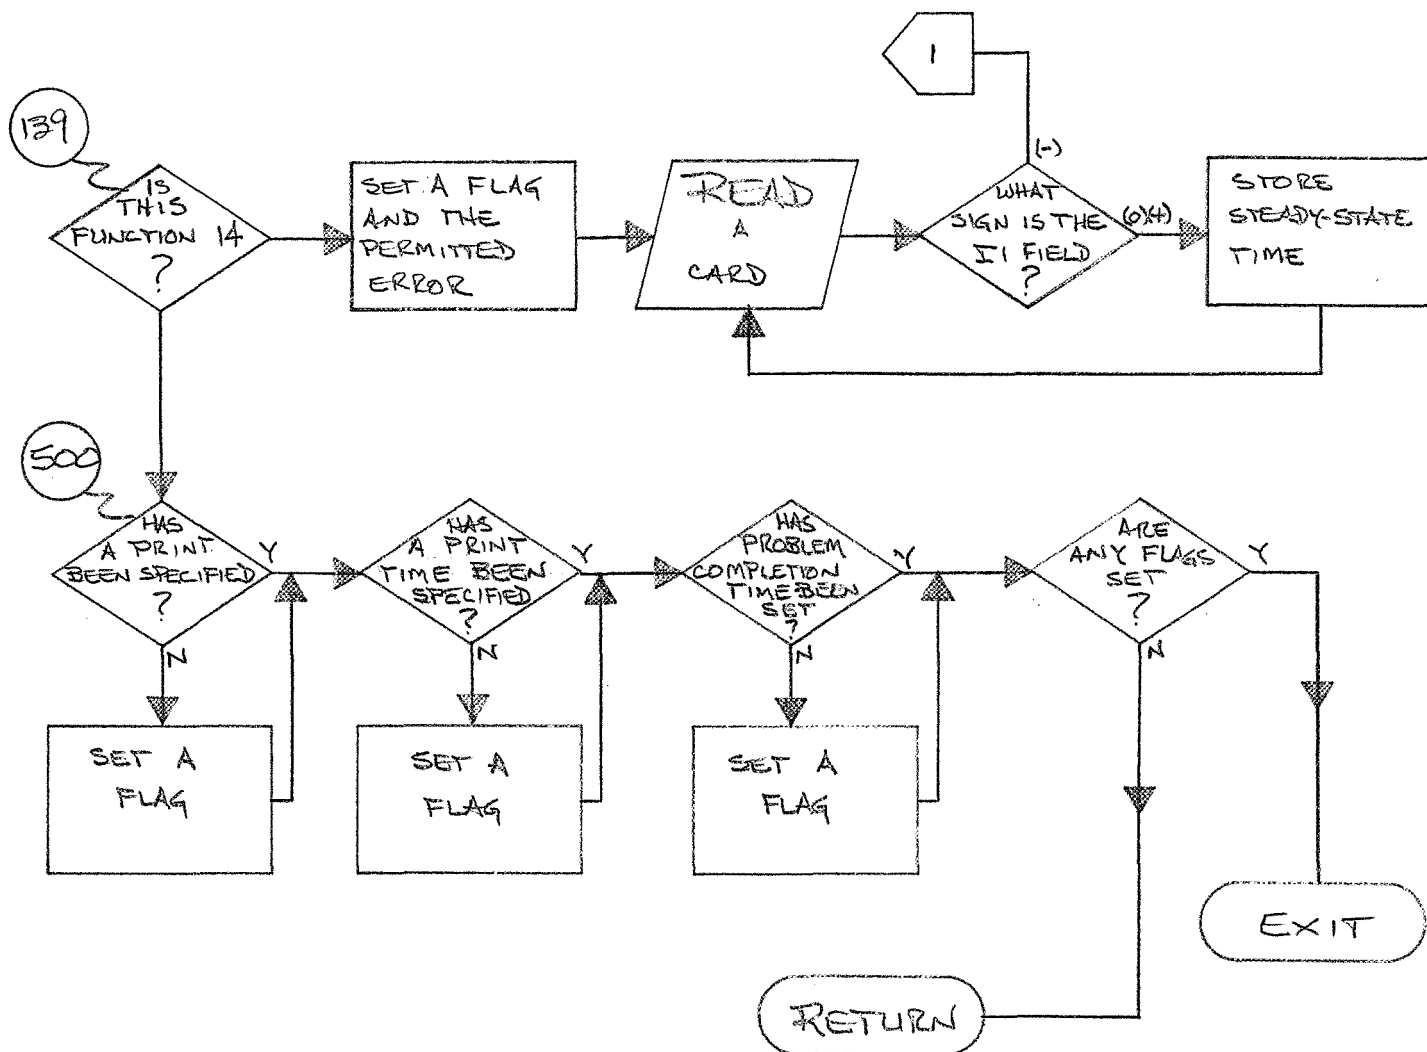 1
139
IS
THIS
FUNCTION 14
?
SET A FLAG
AND THE
PERMITTED
ERROR
READ
A
CARD
(-)
WHAT
SIGN IS THE
I1 FIELD
?
(0)(+)
STORE
STEADY-STATE
TIME
500
HAS
A PRINT
BEEN SPECIFIED
?
Y
N
SET A
FLAG
HAS
A PRINT
TIME BEEN
SPECIFIED
?
Y
N
SET A
FLAG
HAS
PROBLEM
COMPLETION
TIME BEEN
SET
?
Y
N
SET A
FLAG
ARE
ANY FLAGS
SET
?
Y
N
EXIT
RETURN